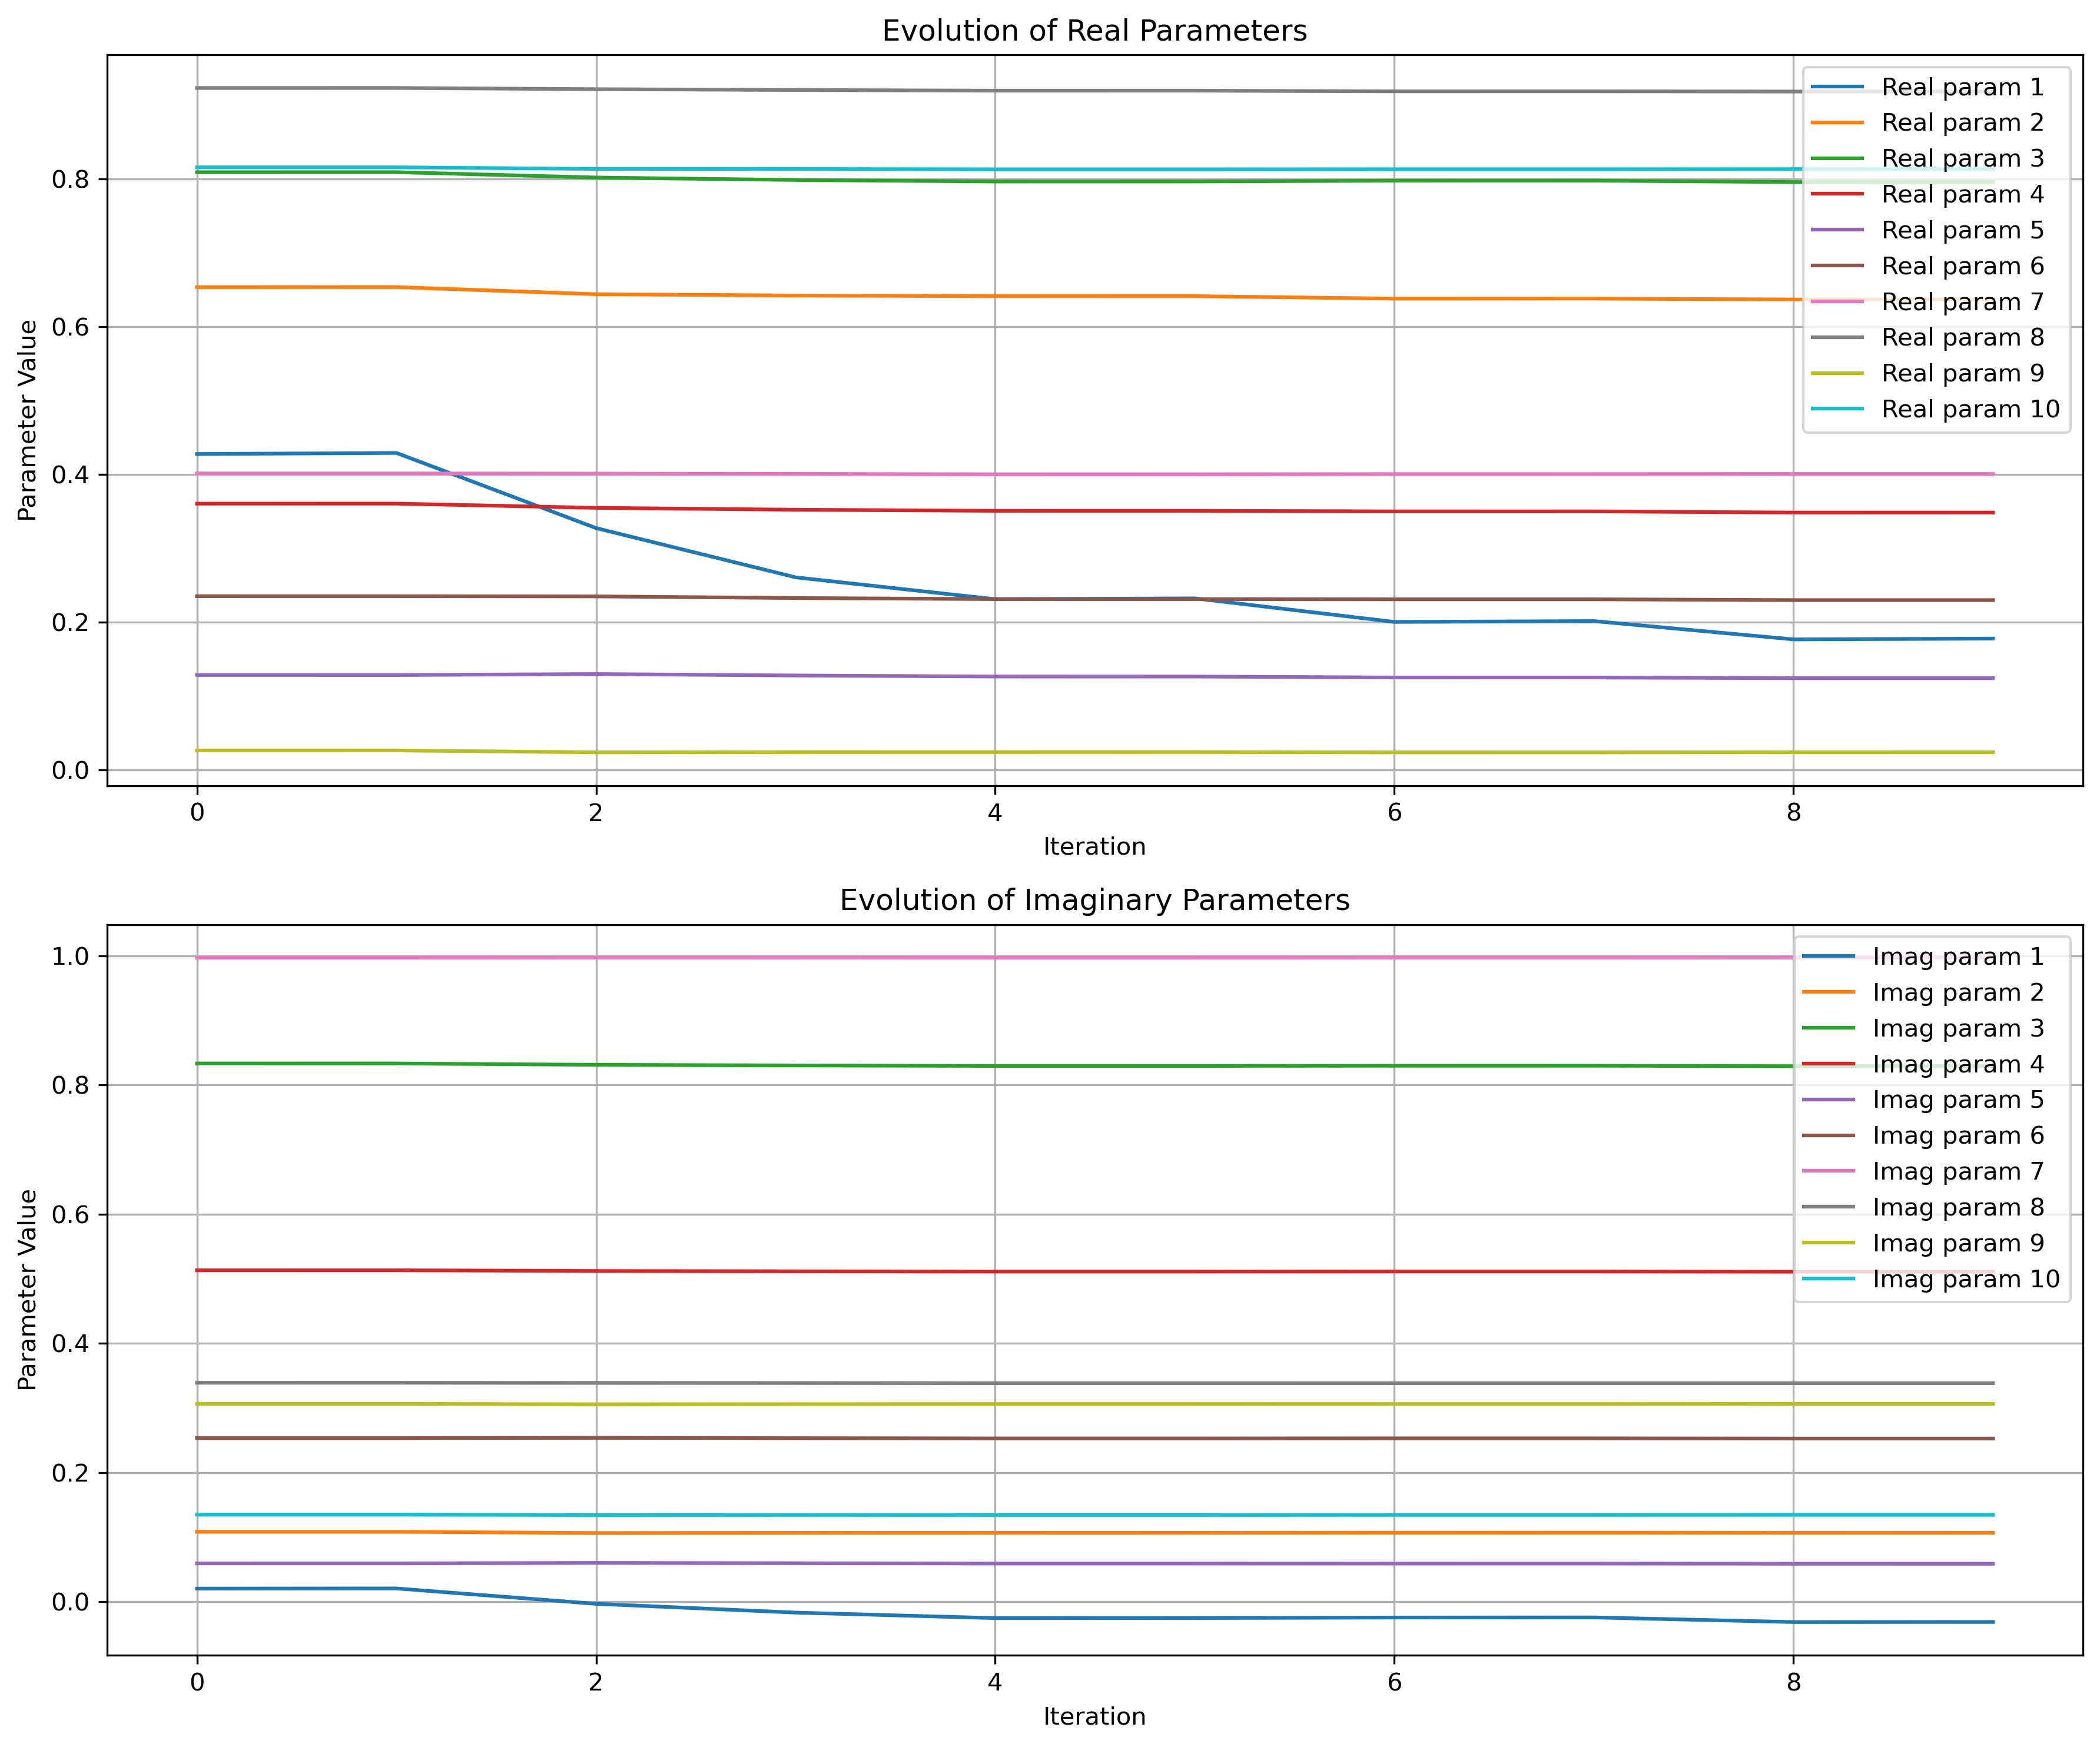 Evolution of Real Parameters
Parameter Value
0.8
0.6
0.4
0.2
0.0
Real param 1
Real param 2
Real param 3
Real param 4
Real param 5
Real param 6
Real param 7
Real param 8
Real param 9
Real param 10
0 2 4 6 8
Iteration
Evolution of Imaginary Parameters
Parameter Value
1.0
0.8
0.6
0.4
0.2
0.0
Imag param 1
Imag param 2
Imag param 3
Imag param 4
Imag param 5
Imag param 6
Imag param 7
Imag param 8
Imag param 9
Imag param 10
0 2 4 6 8
Iteration